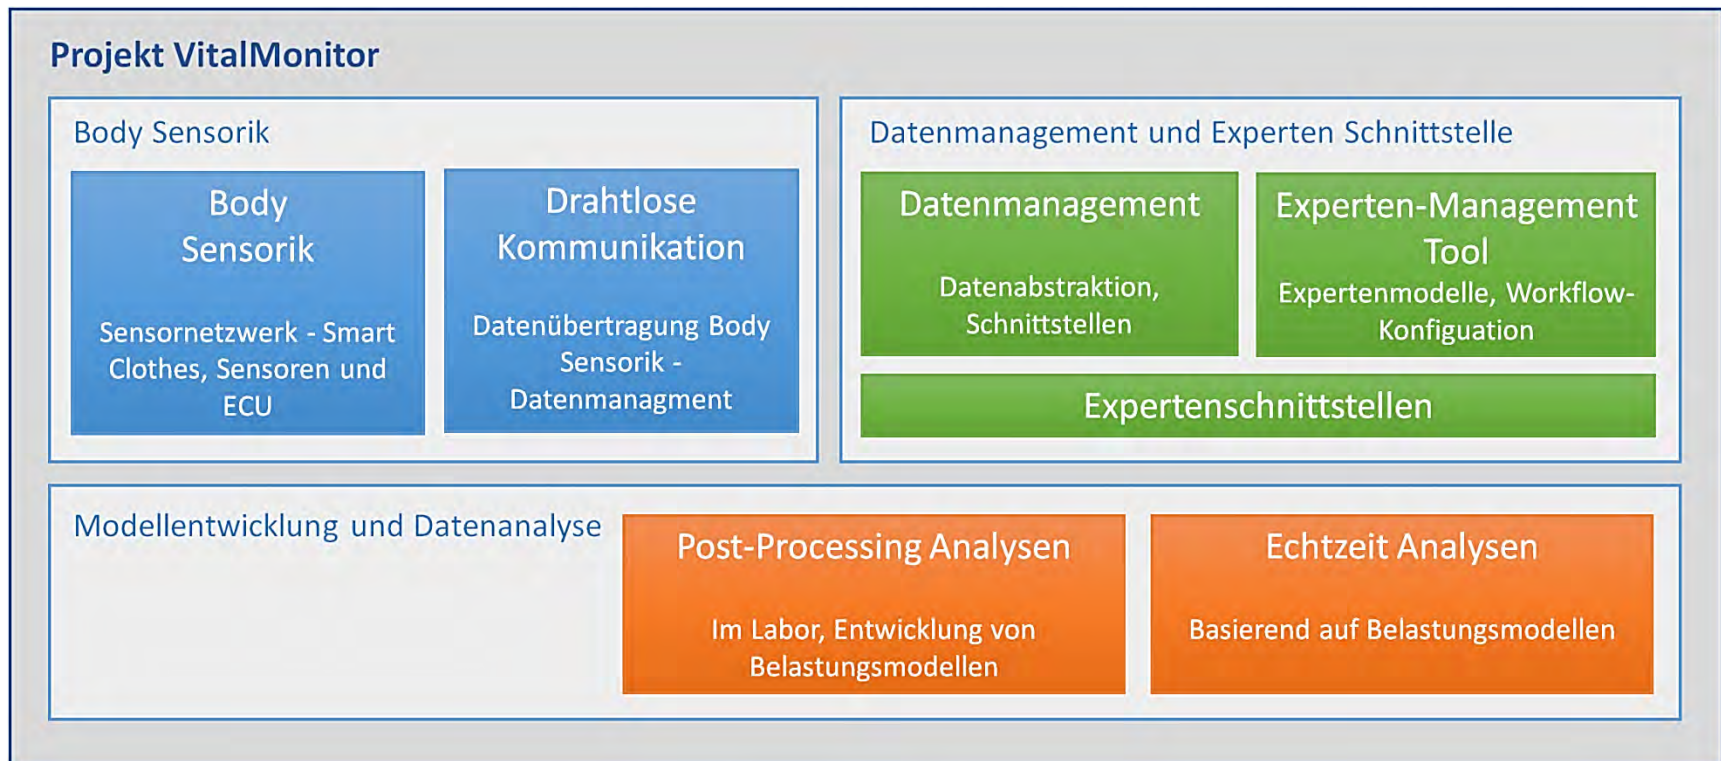 Projekt VitalMonitor
Body Sensorik
Body
Sensorik
Sensornetzwerk - Smart
Clothes, Sensoren und
ECU
Drahtlose
Kommunikation
Datenübertragung Body
Sensorik -
Datenmanagment
Datenmanagement und Experten Schnittstelle
Datenmanagement
Datenabstraktion,
Schnittstellen
Experten-Management
Tool
Expertenmodelle, Workflow-
Konfiguation
Expertenschnittstellen
Modellentwicklung und Datenanalyse
Post-Processing Analysen
Im Labor, Entwicklung von
Belastungsmodellen
Echtzeit Analysen
Basierend auf Belastungsmodellen